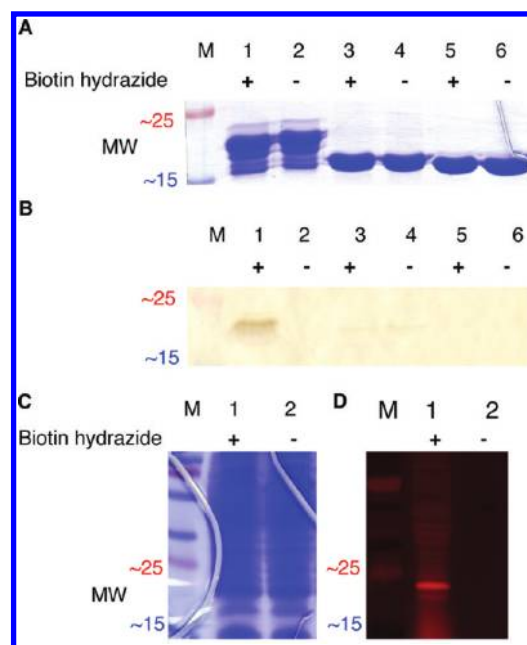 A
M 1 2 3 4 5 6
Biotin hydrazide + - + - + -
~25
MW
~15
B
M 1 2 3 4 5 6
+ - + - + -
~25
~15
C M 1 2 D M 1 2
Biotin hydrazide + - + -
~25 ~25
MW
~15 ~15